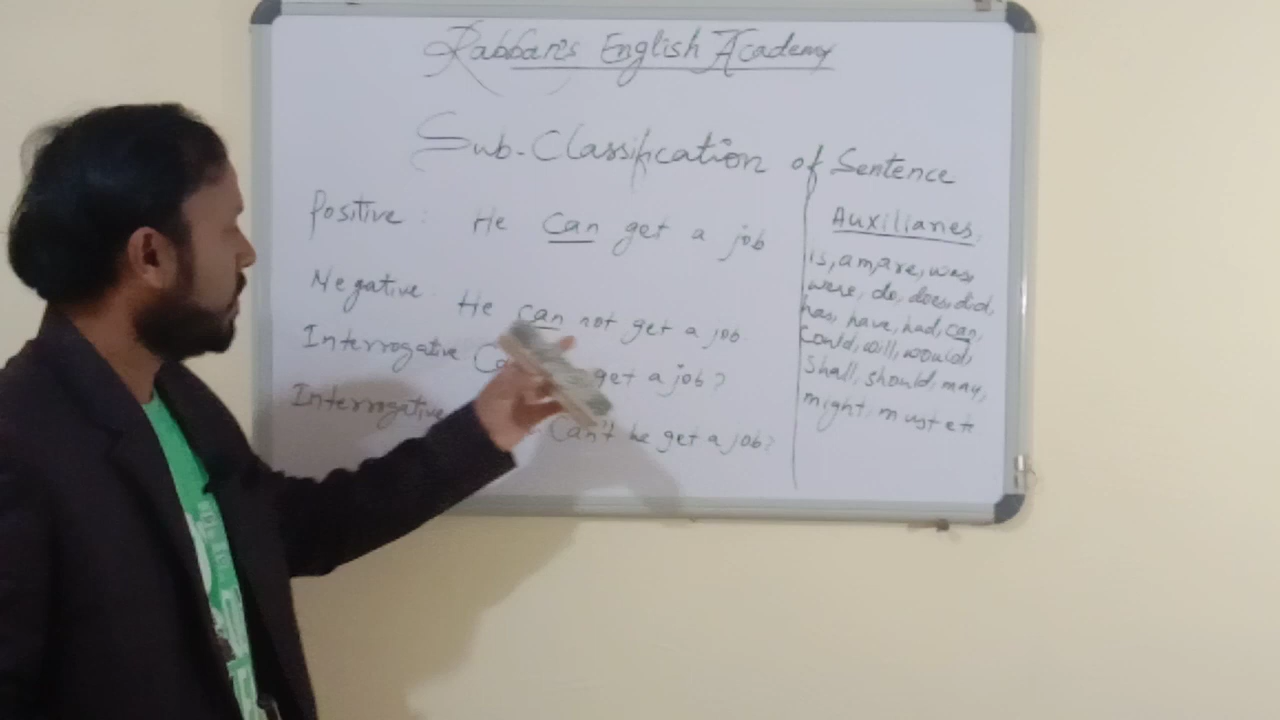 Rabban's English Academy
Sub-Classification of Sentence
Positive : He can get a job
Negative. He can not get a job
Interrogative get a job?
Interrogative Can't he get a job?
Auxiliaries.
is, am, are, was,
were, do, does, did,
has, have, had, can,
Could, will, would,
Shall, should, may,
might, must etc